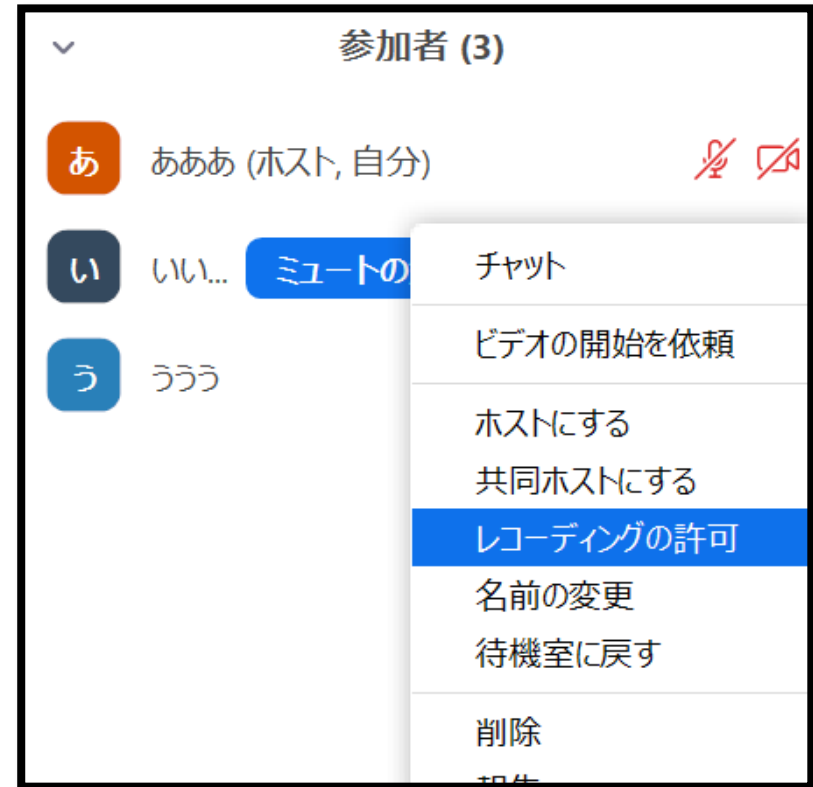 参加者 (3)
あ あああ (ホスト, 自分)
い いい... ミュートの
う ううう
チャット
ビデオの開始を依頼
ホストにする
共同ホストにする
レコーディングの許可
名前の変更
待機室に戻す
削除